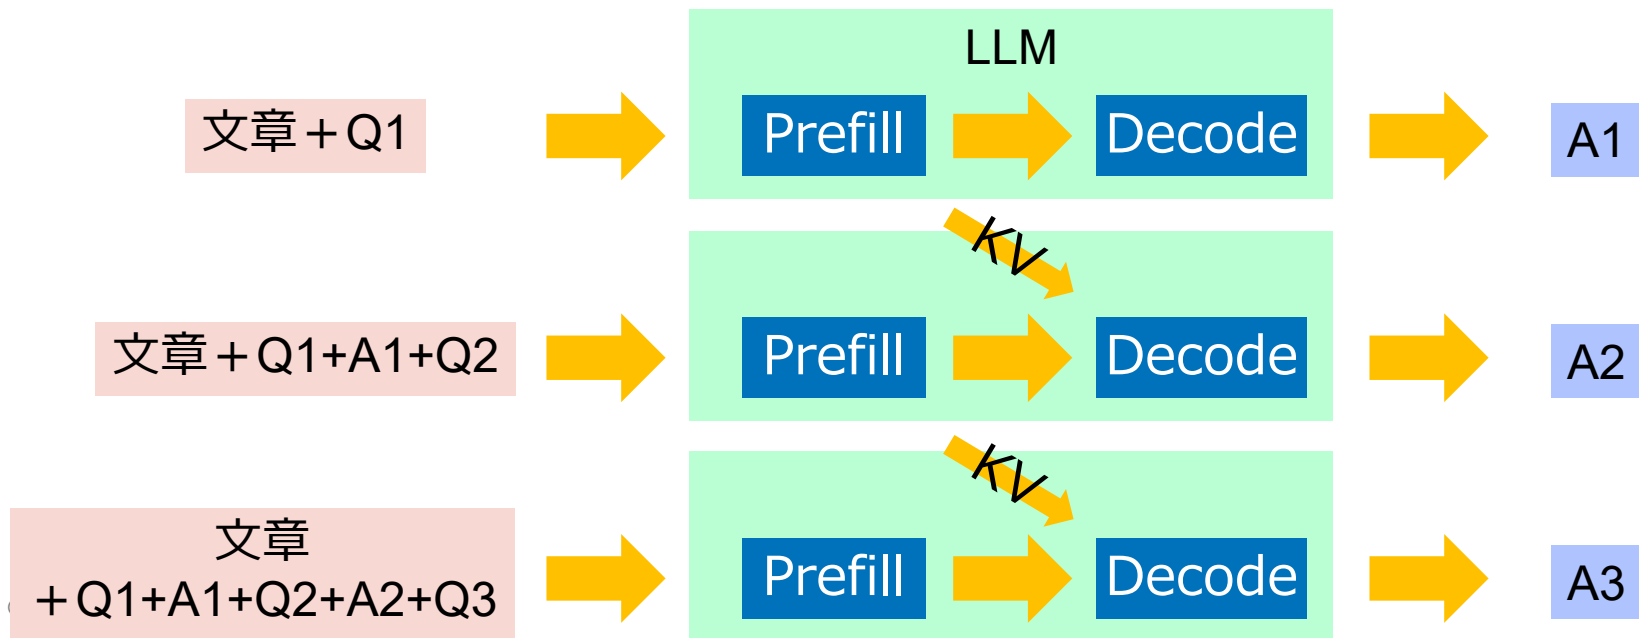 LLM
文章＋Q1
Prefill
Decode
A1
KV
文章＋Q1+A1+Q2
Prefill
Decode
A2
KV
文章
＋Q1+A1+Q2+A2+Q3
Prefill
Decode
A3